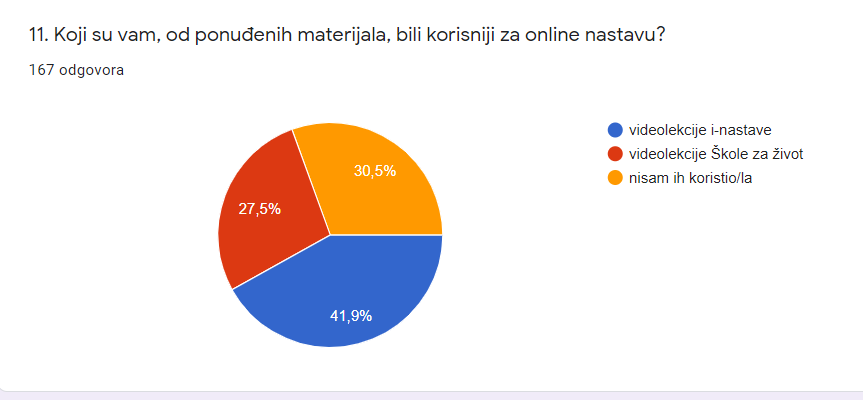 11. Koji su vam, od ponuđenih materijala, bili korisniji za online nastavu?
167 odgovora
videolekcije i-nastave
videolekcije Škole za život
nisam ih koristio/la
30,5%
27,5%
41,9%